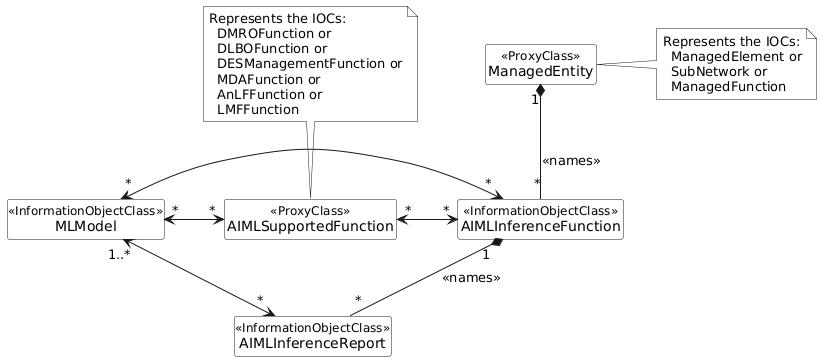 Represents the IOCs:
DMROFunction or
DLBOFunction or
DESManagementFunction or
MDAFunction or
AnLFFunction or
LMFFunction
Represents the IOCs:
ManagedElement or
SubNetwork or
ManagedFunction
«ProxyClass»
ManagedEntity
1
«names»
*
*
*
«InformationObjectClass»
MLModel
*
*
«ProxyClass»
AIMLSupportedFunction
*
*
«InformationObjectClass»
AIMLInferenceFunction
1..*
1
«names»
*
*
«InformationObjectClass»
AIMLInferenceReport